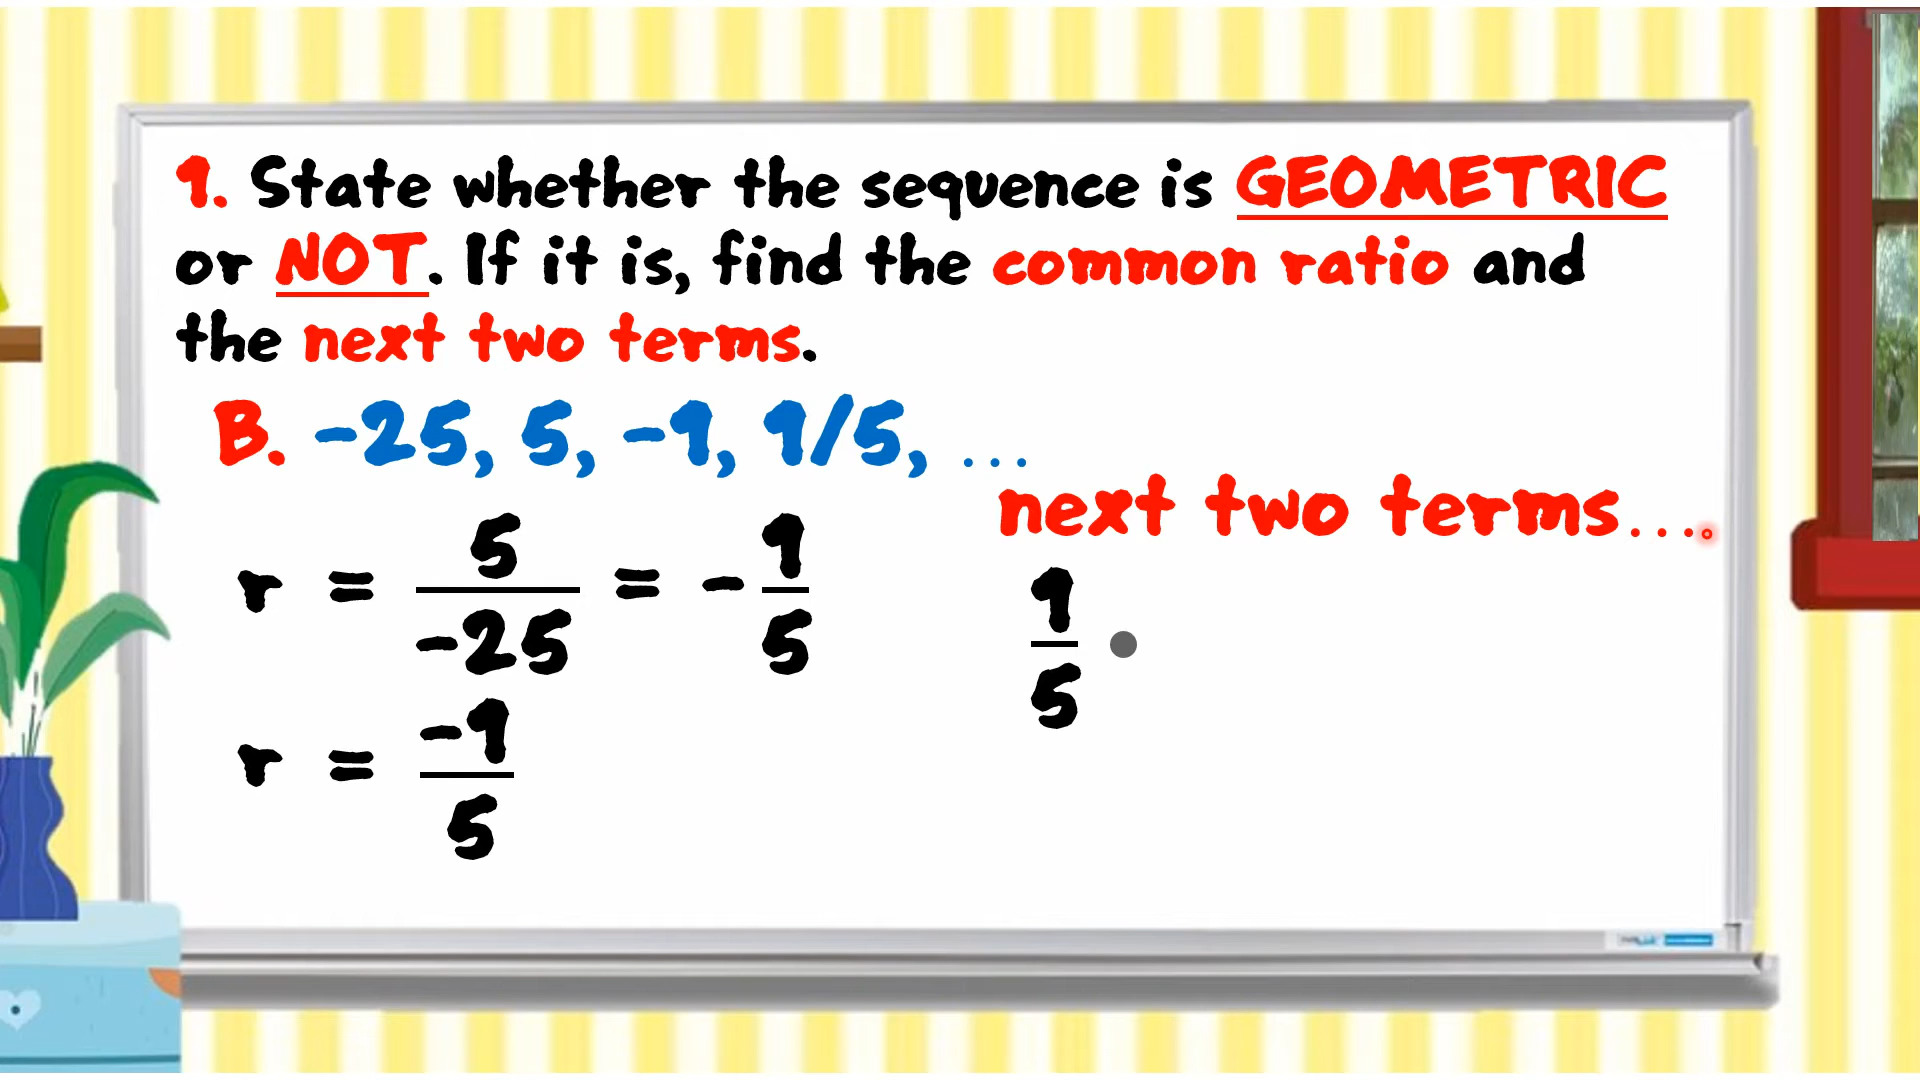 1. State whether the sequence is GEOMETRIC
or NOT. If it is, find the common ratio and
the next two terms.
B. -25, 5, -1, 1/5, ...
next two terms...
r = 5/-25 = - 1/5
1/5 •
r = -1/5